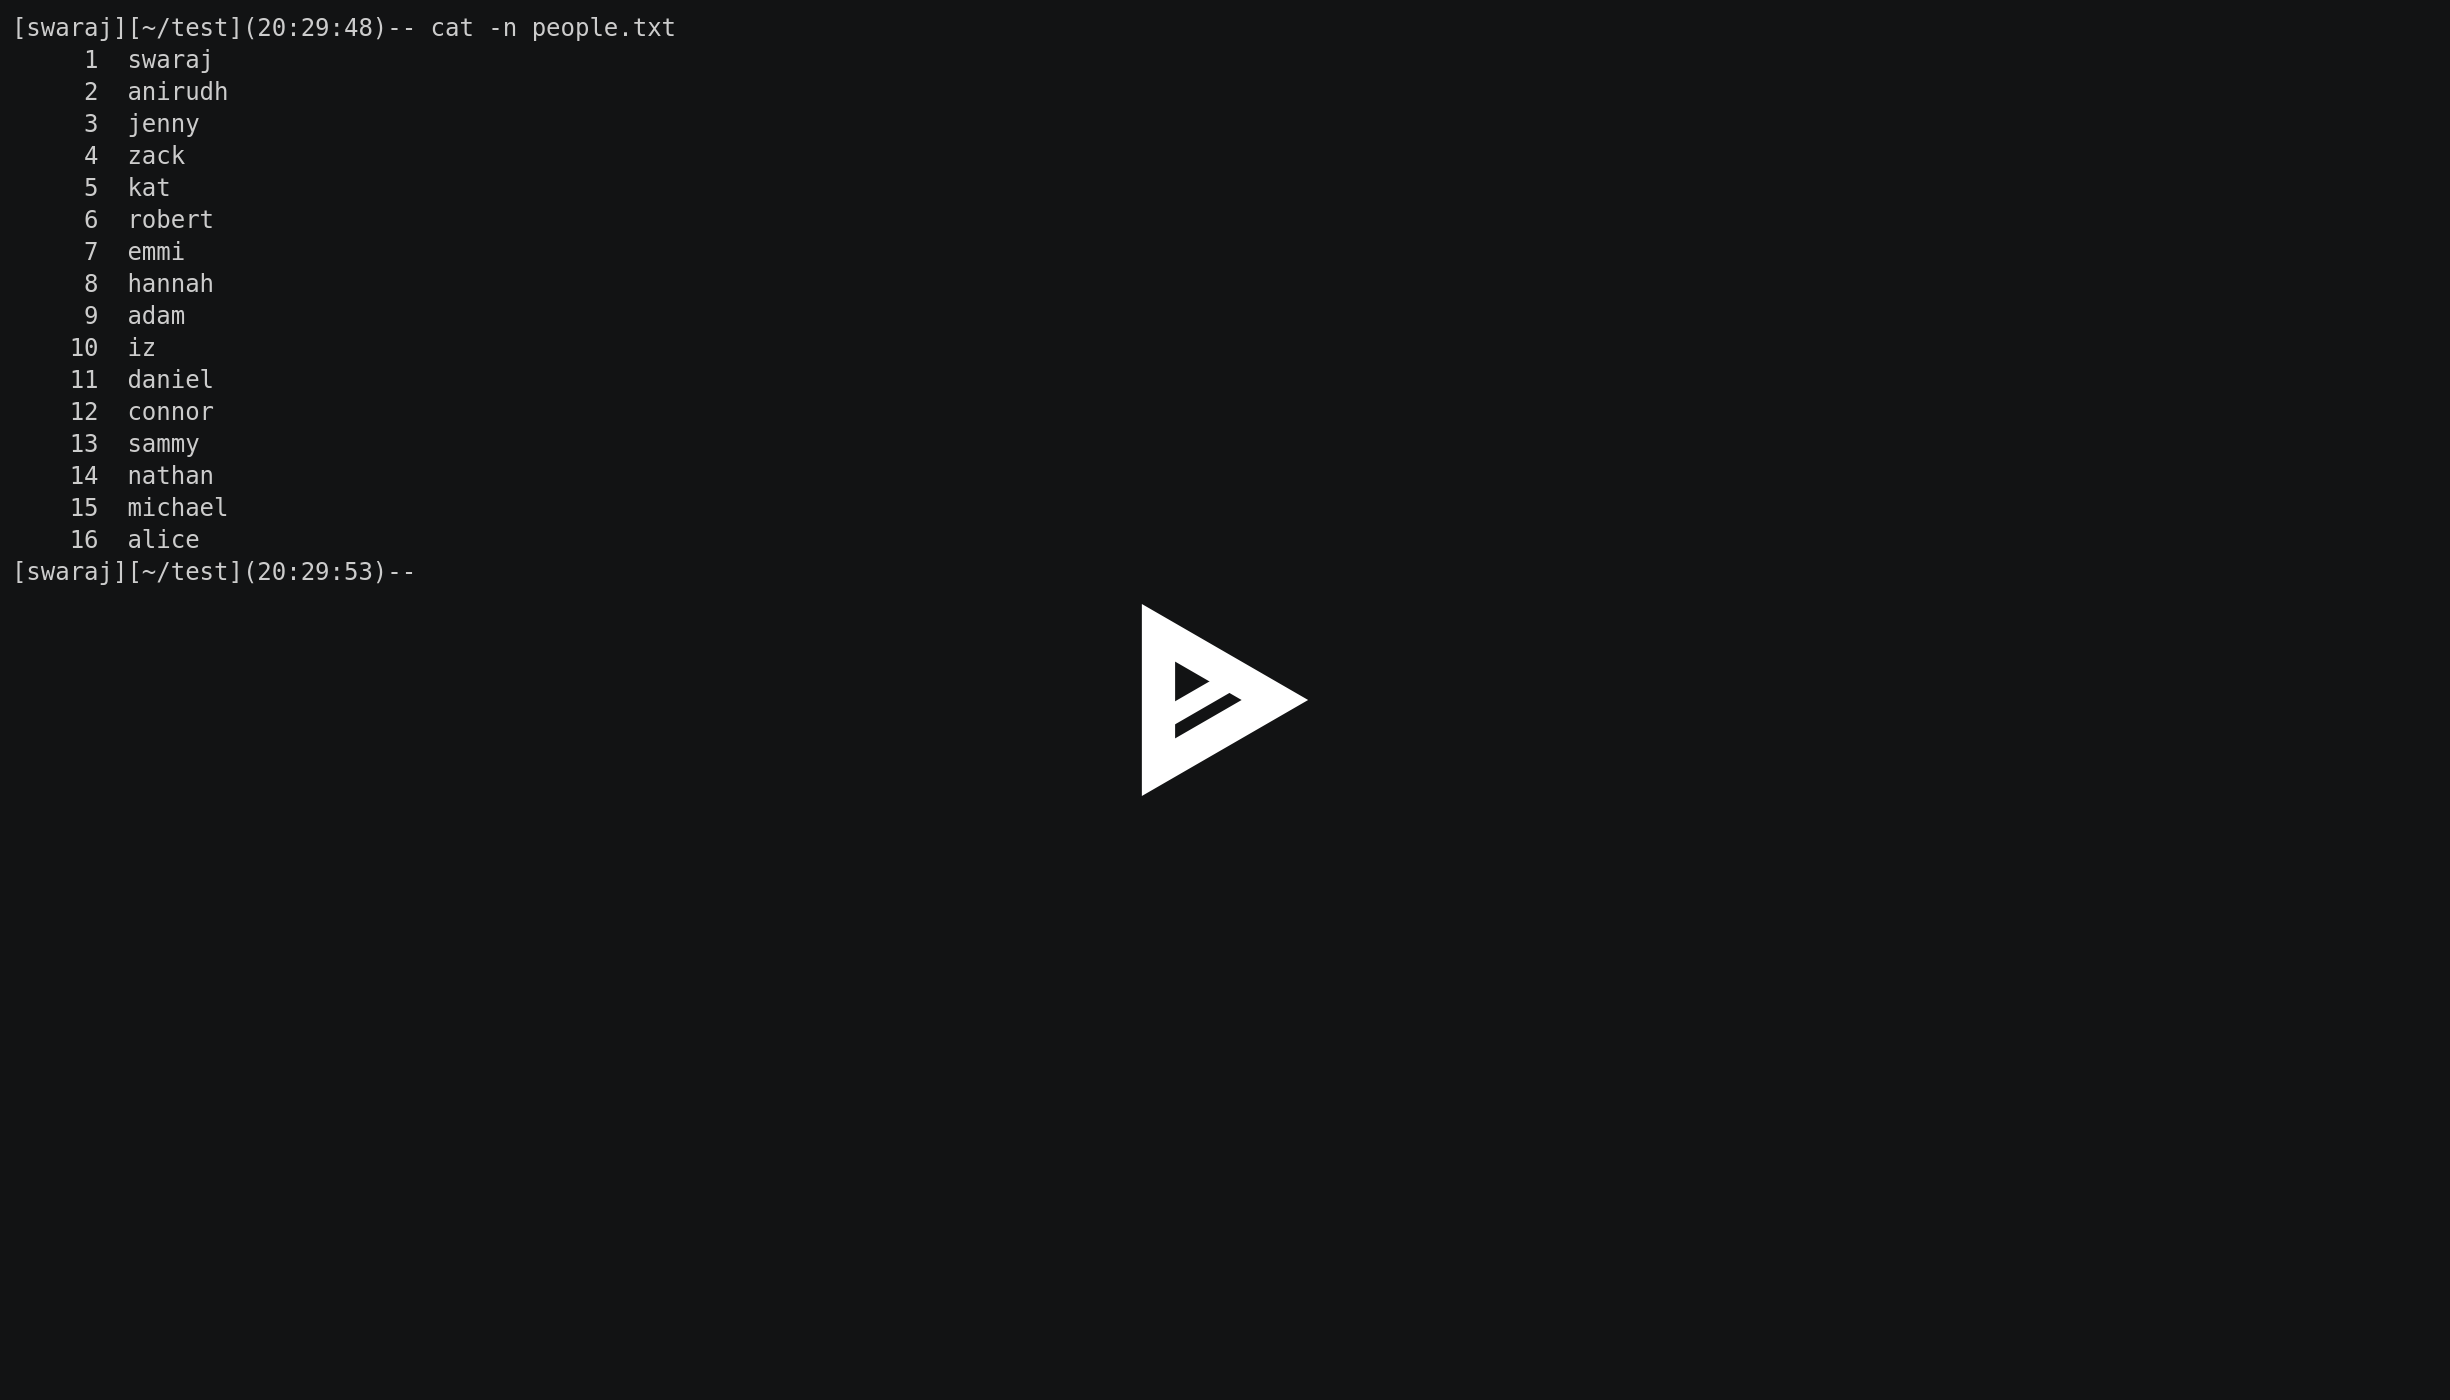 [swaraj][~/test](20:29:48)-- cat -n people.txt
     1  swaraj
     2  anirudh
     3  jenny
     4  zack
     5  kat
     6  robert
     7  emmi
     8  hannah
     9  adam
    10  iz
    11  daniel
    12  connor
    13  sammy
    14  nathan
    15  michael
    16  alice
[swaraj][~/test](20:29:53)--